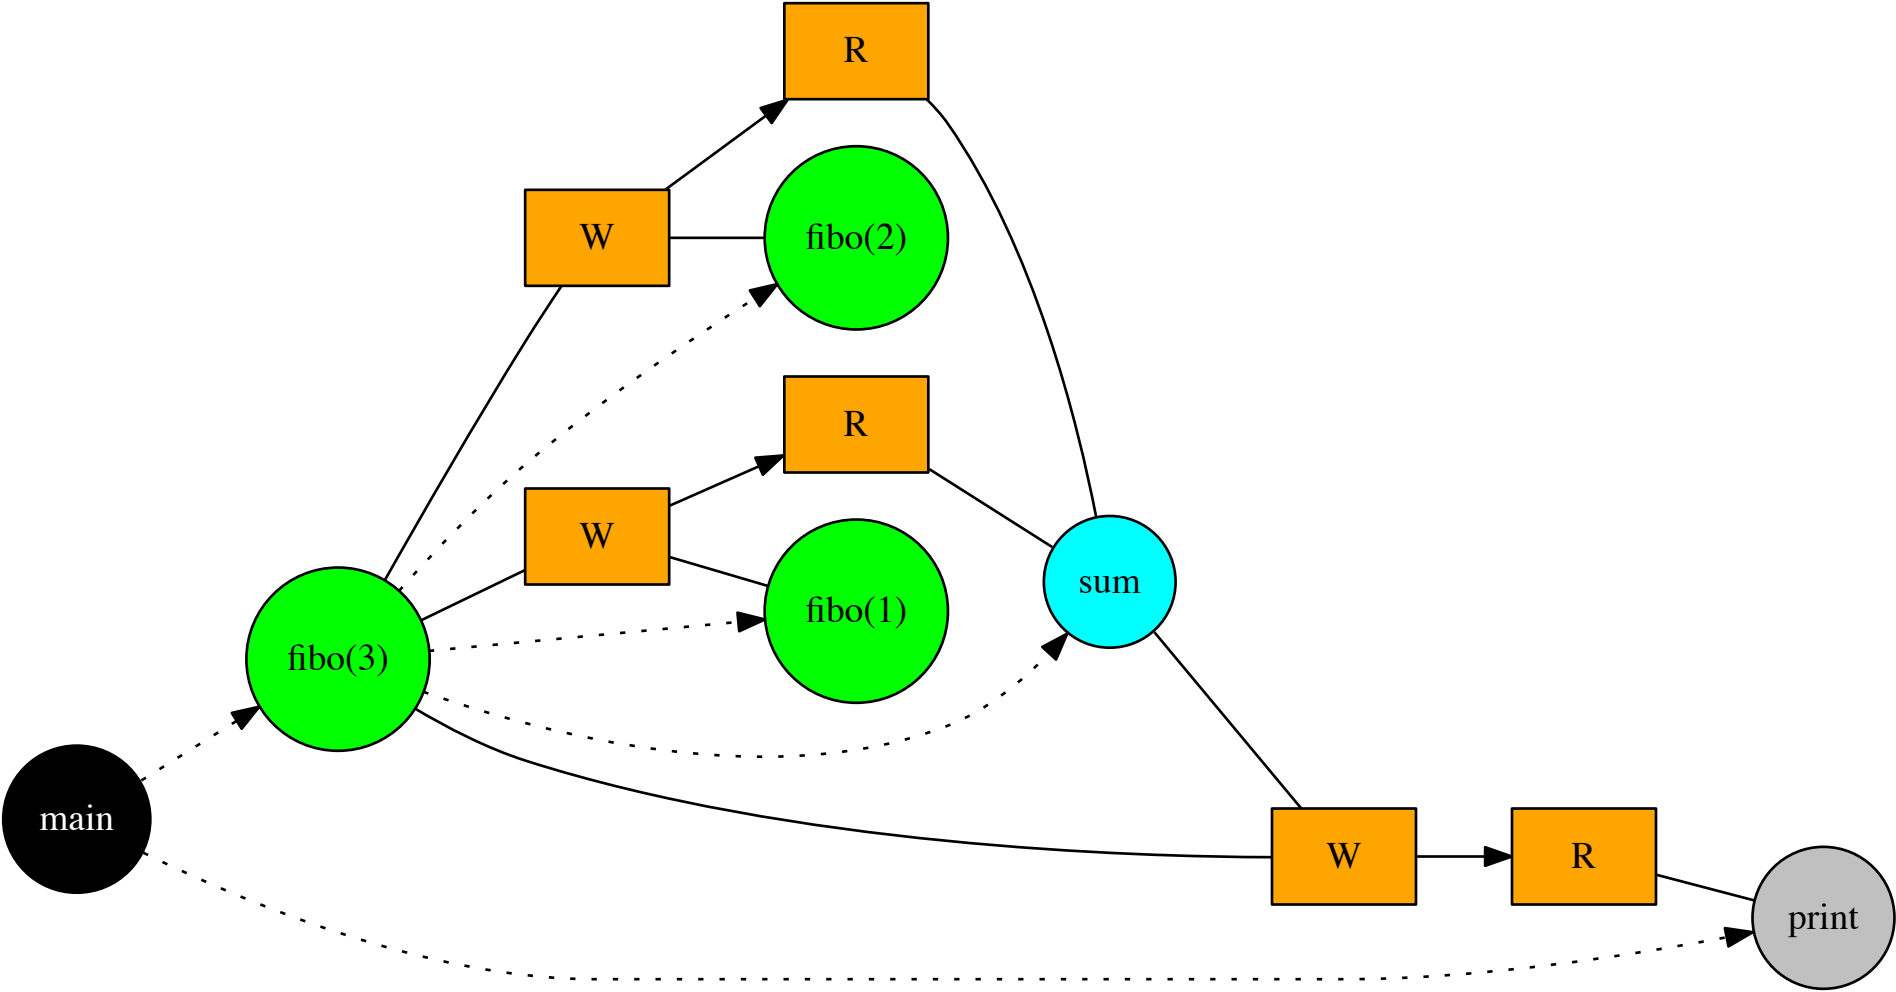 R
W
fibo(2)
R
W
fibo(1)
sum
fibo(3)
main
W
R
print